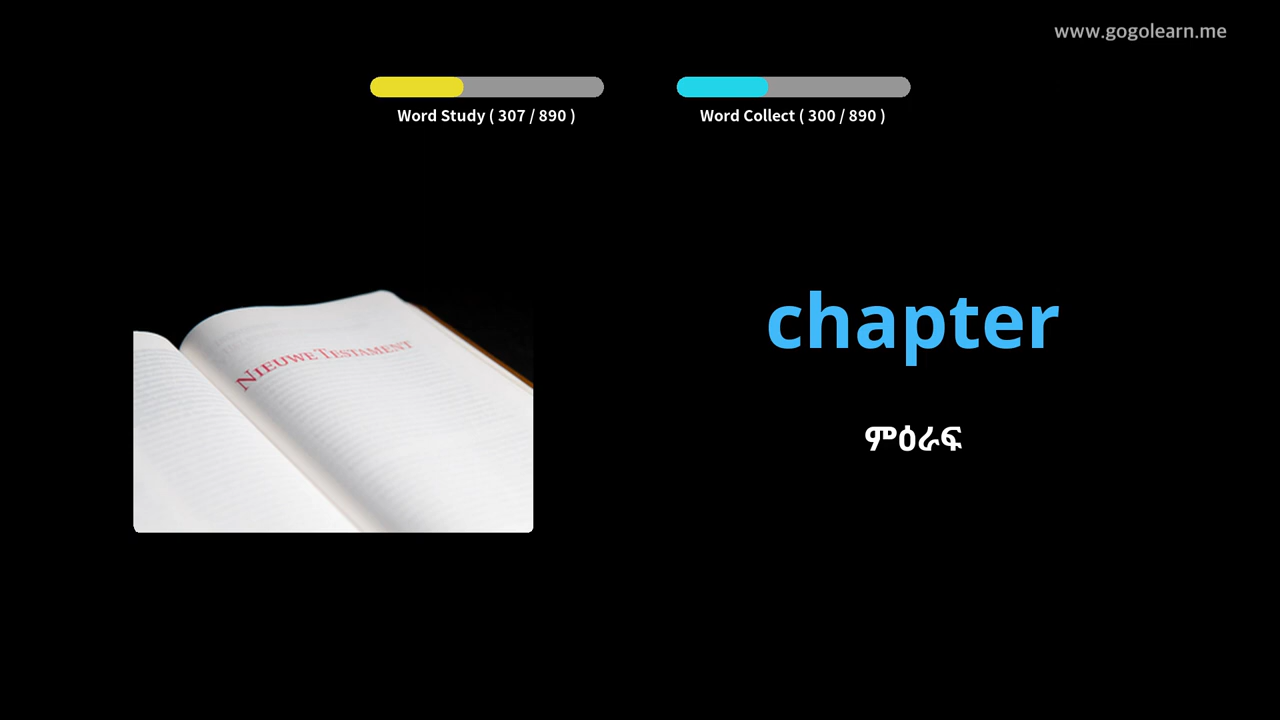 www.gogolearn.me
Word Study ( 307 / 890 )
Word Collect ( 300 / 890 )
NIEUWE TESTAMENT
chapter
ምዕራፍ